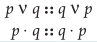 p ∨ q :: q ∨ p
p · q :: q · p